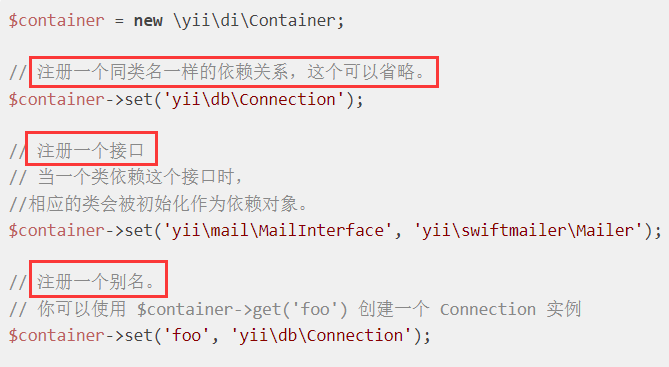 $container = new \yii\di\Container;
// 注册一个同类名一样的依赖关系，这个可以省略。
$container->set('yii\db\Connection');
// 注册一个接口
// 当一个类依赖这个接口时，
//相应的类会被初始化作为依赖对象。
$container->set('yii\mail\MailInterface', 'yii\swiftmailer\Mailer');
// 注册一个别名。
// 你可以使用 $container->get('foo') 创建一个 Connection 实例
$container->set('foo', 'yii\db\Connection');